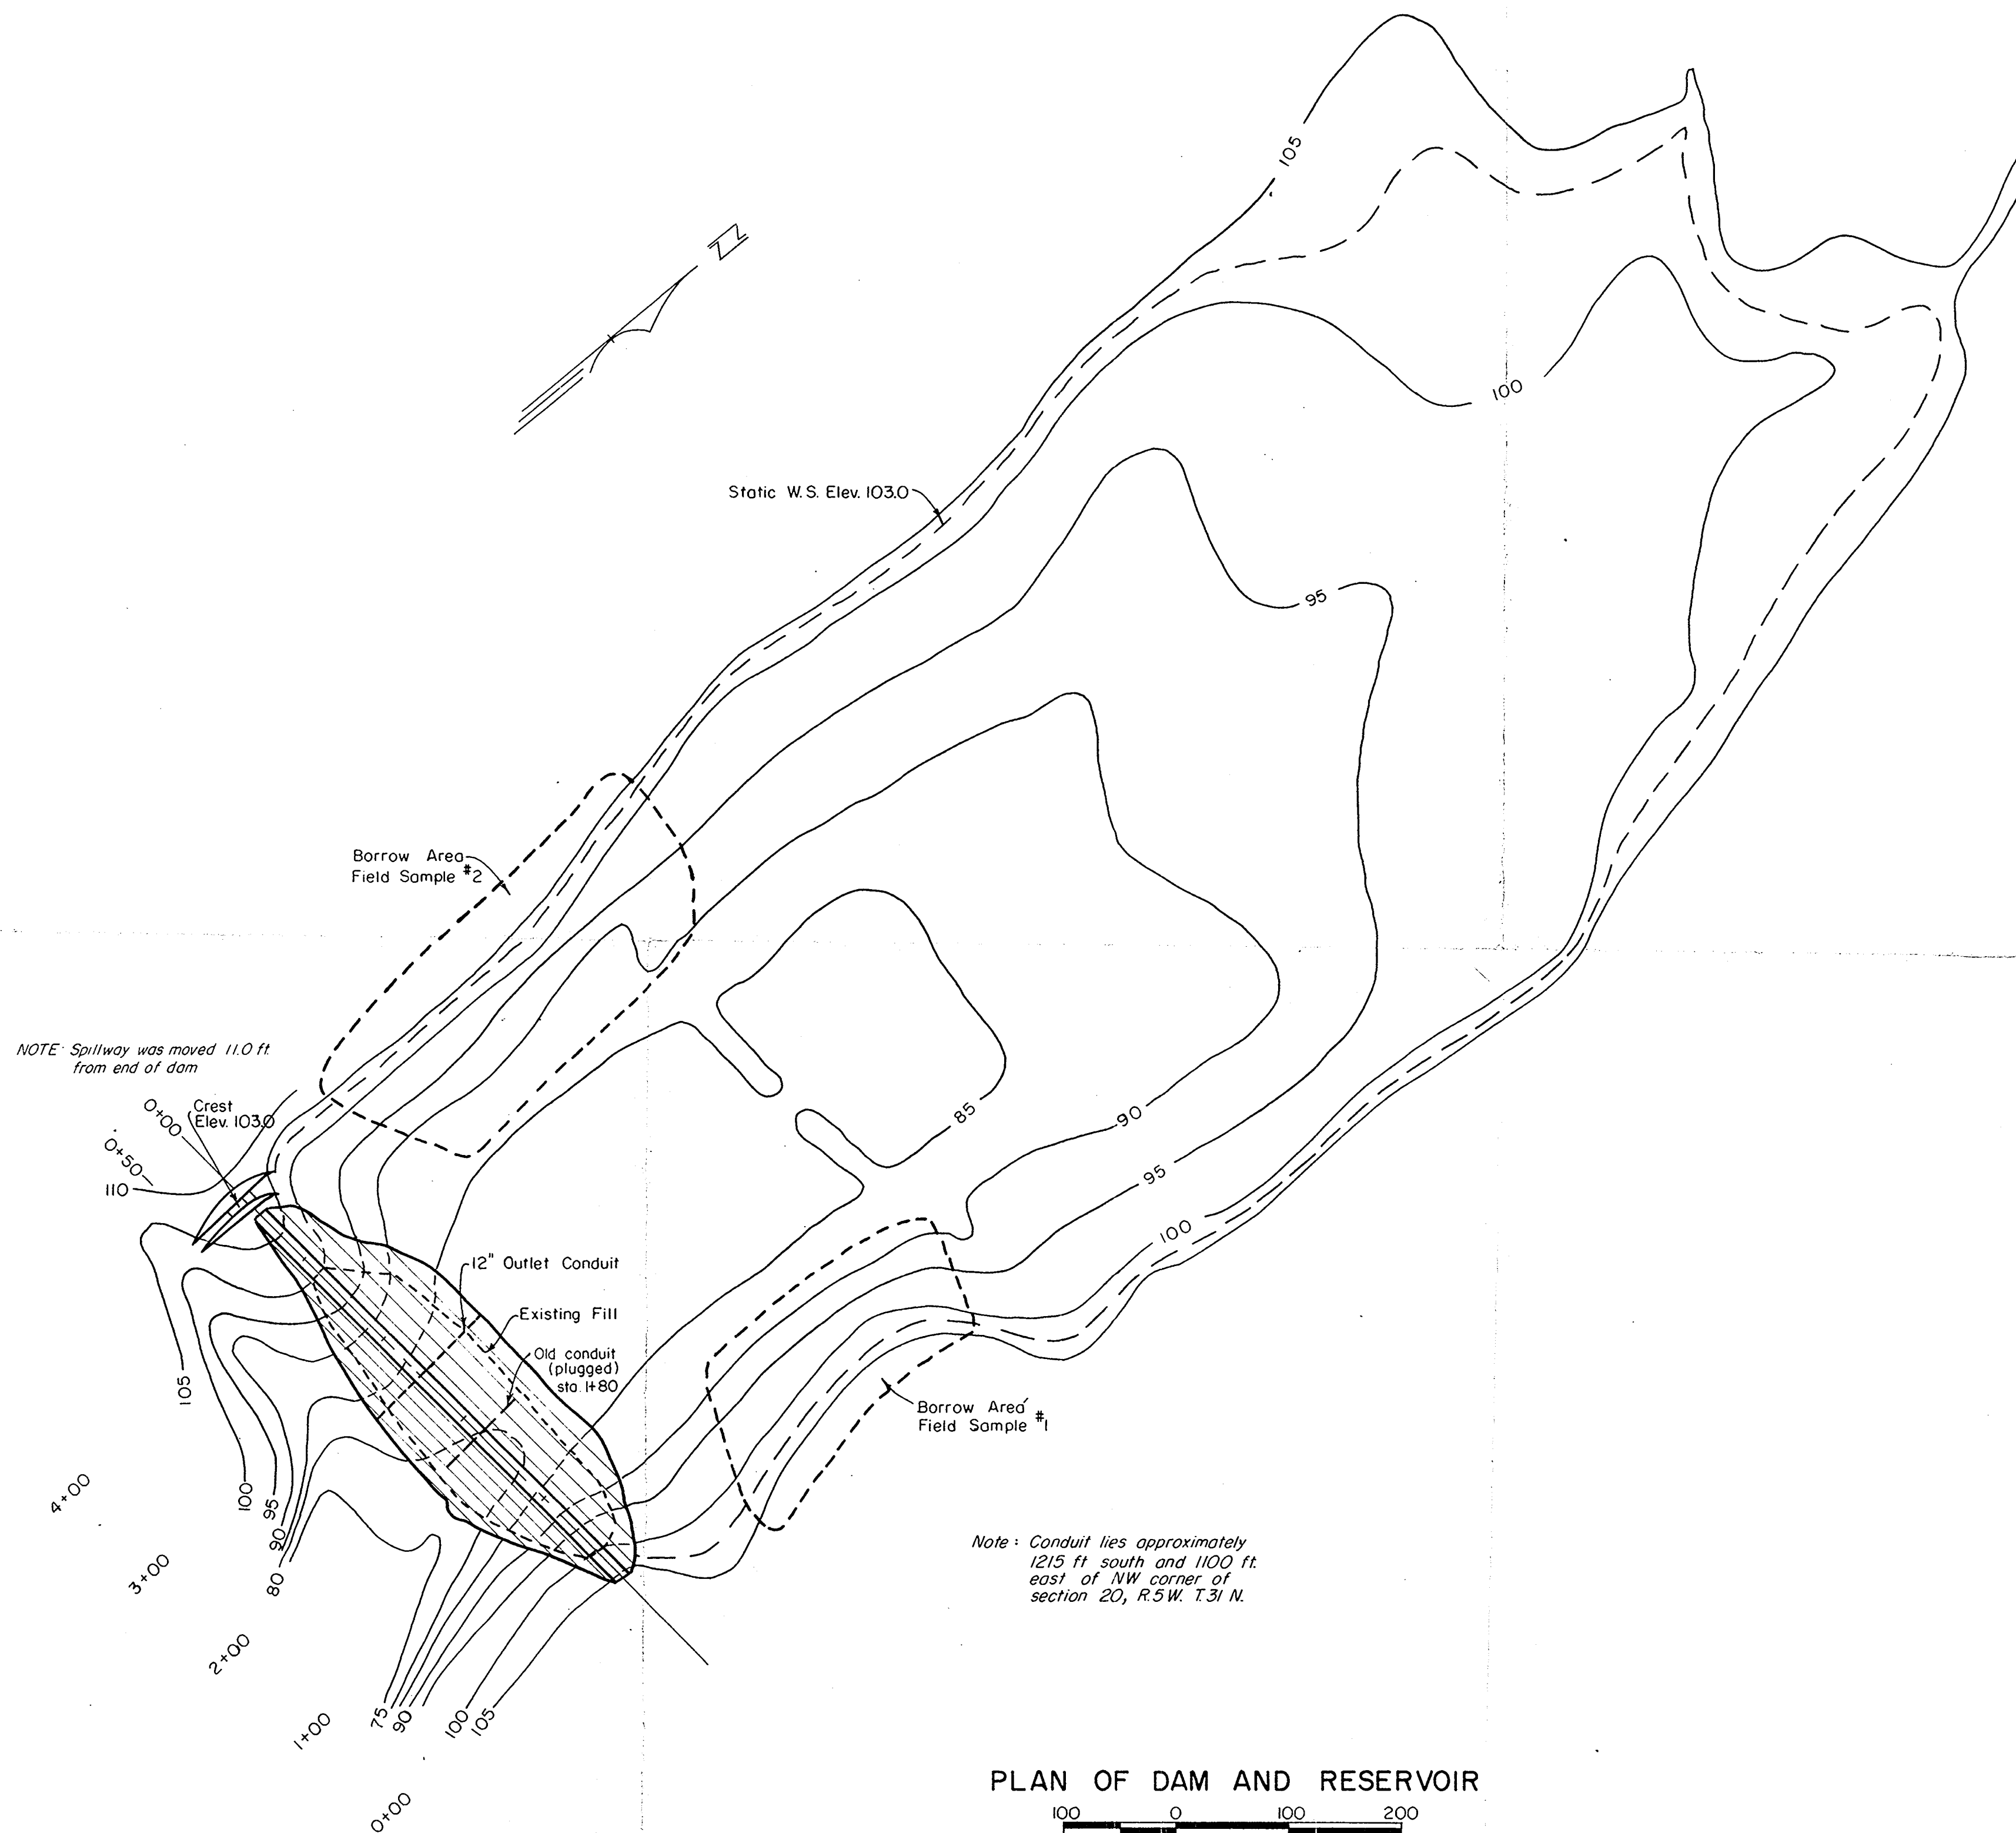 105
N
100
Static W.S. Elev. 103.0
95
Borrow Area
Field Sample #2
NOTE: Spillway was moved 11.0 ft.
from end of dam
Crest
Elev. 103.0
0+00
0+50
110
85
90
95
100
12" Outlet Conduit
Existing Fill
Old conduit
(plugged)
sta. 1+80
105
Borrow Area
Field Sample #1
4+00
100
95
90
80
3+00
Note: Conduit lies approximately
1215 ft south and 1100 ft.
east of NW corner of
section 20, R.5W. T.31 N.
2+00
1+00
75
90
100
105
0+00
PLAN OF DAM AND RESERVOIR
100 0 100 200